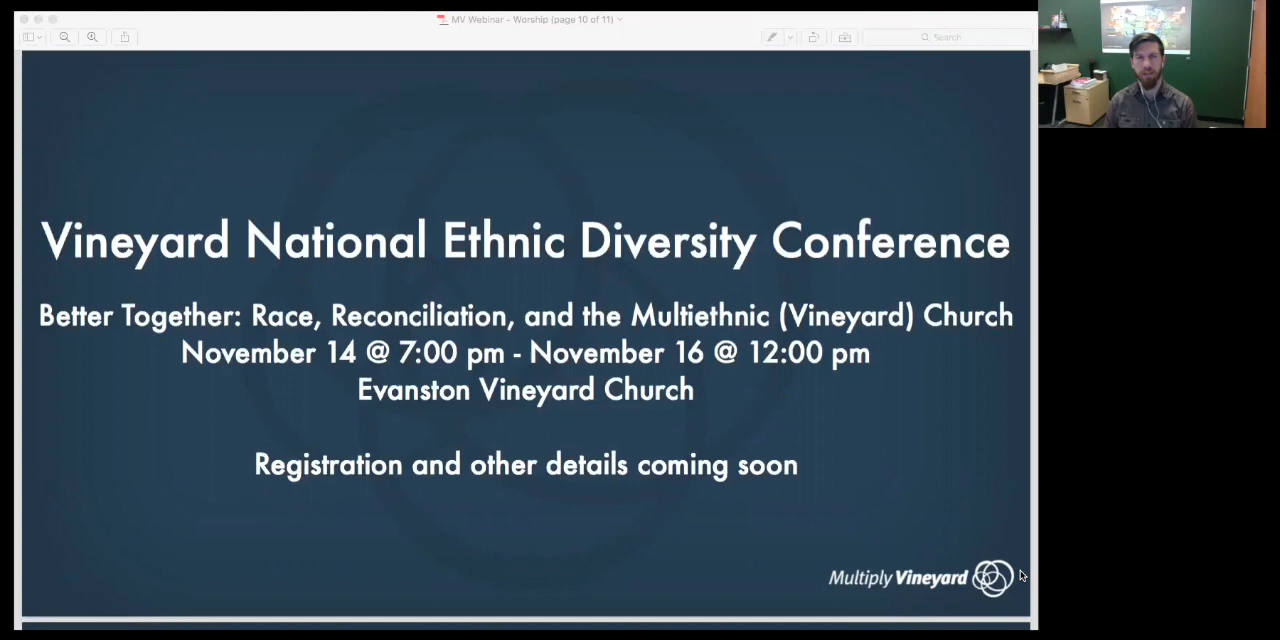 MV Webinar - Worship (page 10 of 11)
Search
Vineyard National Ethnic Diversity Conference
Better Together: Race, Reconciliation, and the Multiethnic (Vineyard) Church
November 14 @ 7:00 pm - November 16 @ 12:00 pm
Evanston Vineyard Church
Registration and other details coming soon
Multiply Vineyard